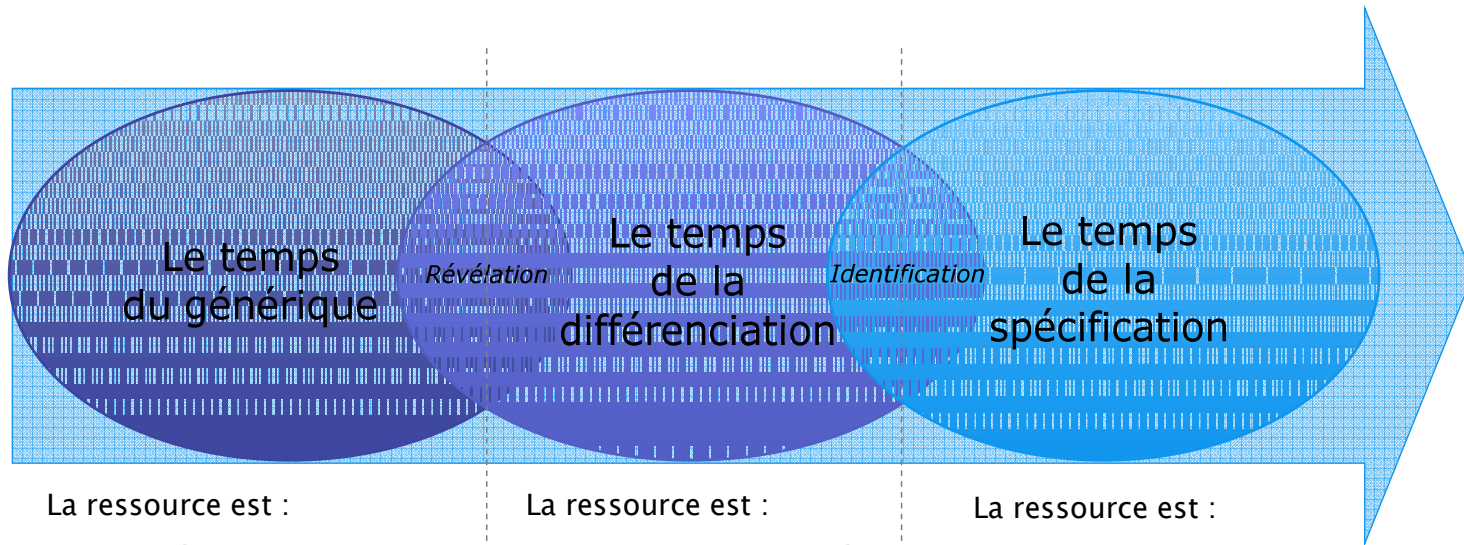 Le temps
du générique
Révélation
Le temps
de la
différenciation
Identification
Le temps
de la
spécification
La ressource est :
La ressource est :
La ressource est :